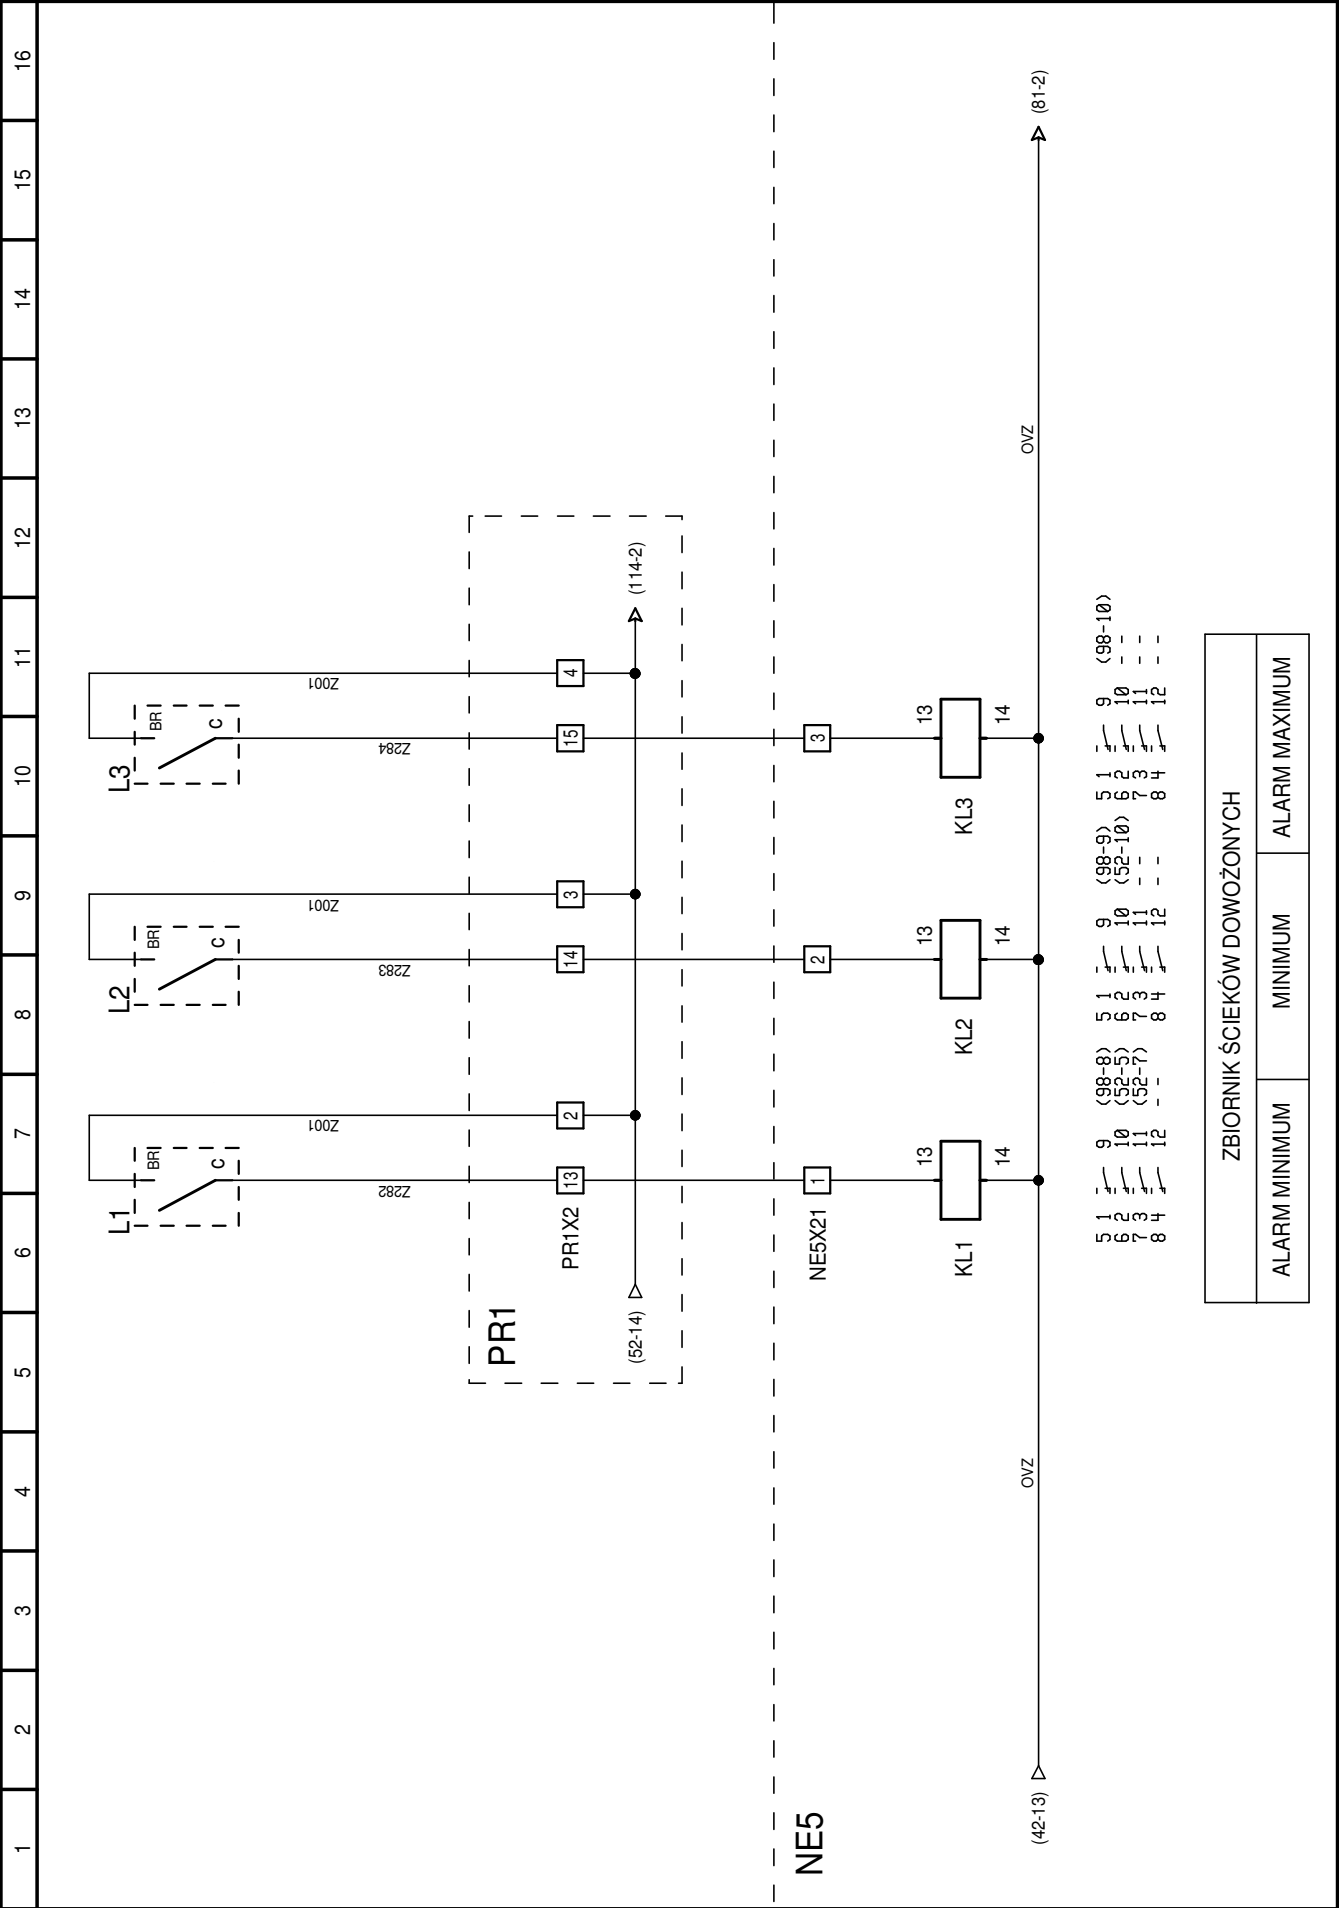 1 2 3 4 5 6 7 8 9 10 11 12 13 14 15 16
L1
BR
C
L2
BR
C
L3
BR
C
Z282
Z001
Z283
Z001
Z284
Z001
PR1
PR1X2
13
2
14
3
15
4
(52-14)
(114-2)
NE5
NE5X21
1
2
3
KL1
13
14
KL2
13
14
KL3
13
14
(42-13)
OVZ
OVZ
(81-2)
5 1 9 (98-8)
6 2 10 (52-5)
7 3 11 (52-7)
8 4 12 --
5 1 9 (98-9)
6 2 10 (52-10)
7 3 11 --
8 4 12 --
5 1 9 (98-10)
6 2 10 --
7 3 11 --
8 4 12 --
ZBIORNIK ŚCIEKÓW DOWOŻONYCH
ALARM MINIMUM
MINIMUM
ALARM MAXIMUM